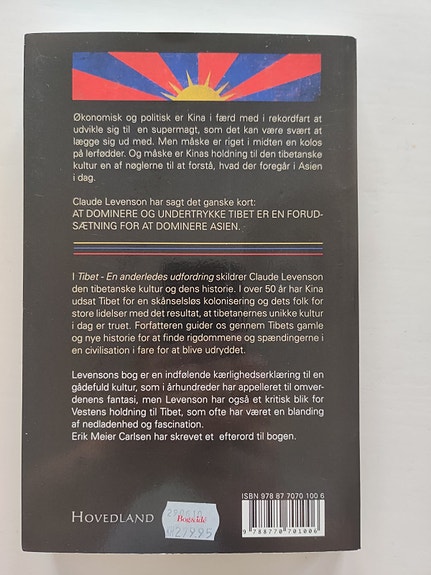 Økonomisk og politisk er Kina i færd med i rekordfart at
udvikle sig til en supermagt, som det kan være svært at
lægge sig ud med. Men måske er riget i midten en kolos
på lerfødder. Og måske er Kinas holdning til den tibetanske
kultur en af nøglerne til at forstå, hvad der foregår i Asien
i dag.
Claude Levenson har sagt det ganske kort:
AT DOMINERE OG UNDERTRYKKE TIBET ER EN FORUD-
SÆTNING FOR AT DOMINERE ASIEN.
I Tibet - En anderledes udfordring skildrer Claude Levenson
den tibetanske kultur og dens historie. I over 50 år har Kina
udsat Tibet for en skånselsløs kolonisering og dets folk for
store lidelser med det resultat, at tibetanernes unikke kultur
i dag er truet. Forfatteren guider os gennem Tibets gamle
og nye historie for at finde rigdommene og spændingerne i
en civilisation i fare for at blive udryddet.
Levensons bog er en indfølende kærlighedserklæring til en
gådefuld kultur, som i århundreder har appelleret til omver-
denens fantasi, men Levenson har også et kritisk blik for
Vestens holdning til Tibet, som ofte har været en blanding
af nedladenhed og fascination.
Erik Meier Carlsen har skrevet et efterord til bogen.
HOVEDLAND
290610
Bog&idé
KR299.95
ISBN 978 87 7070 100 6
9 788770 701006